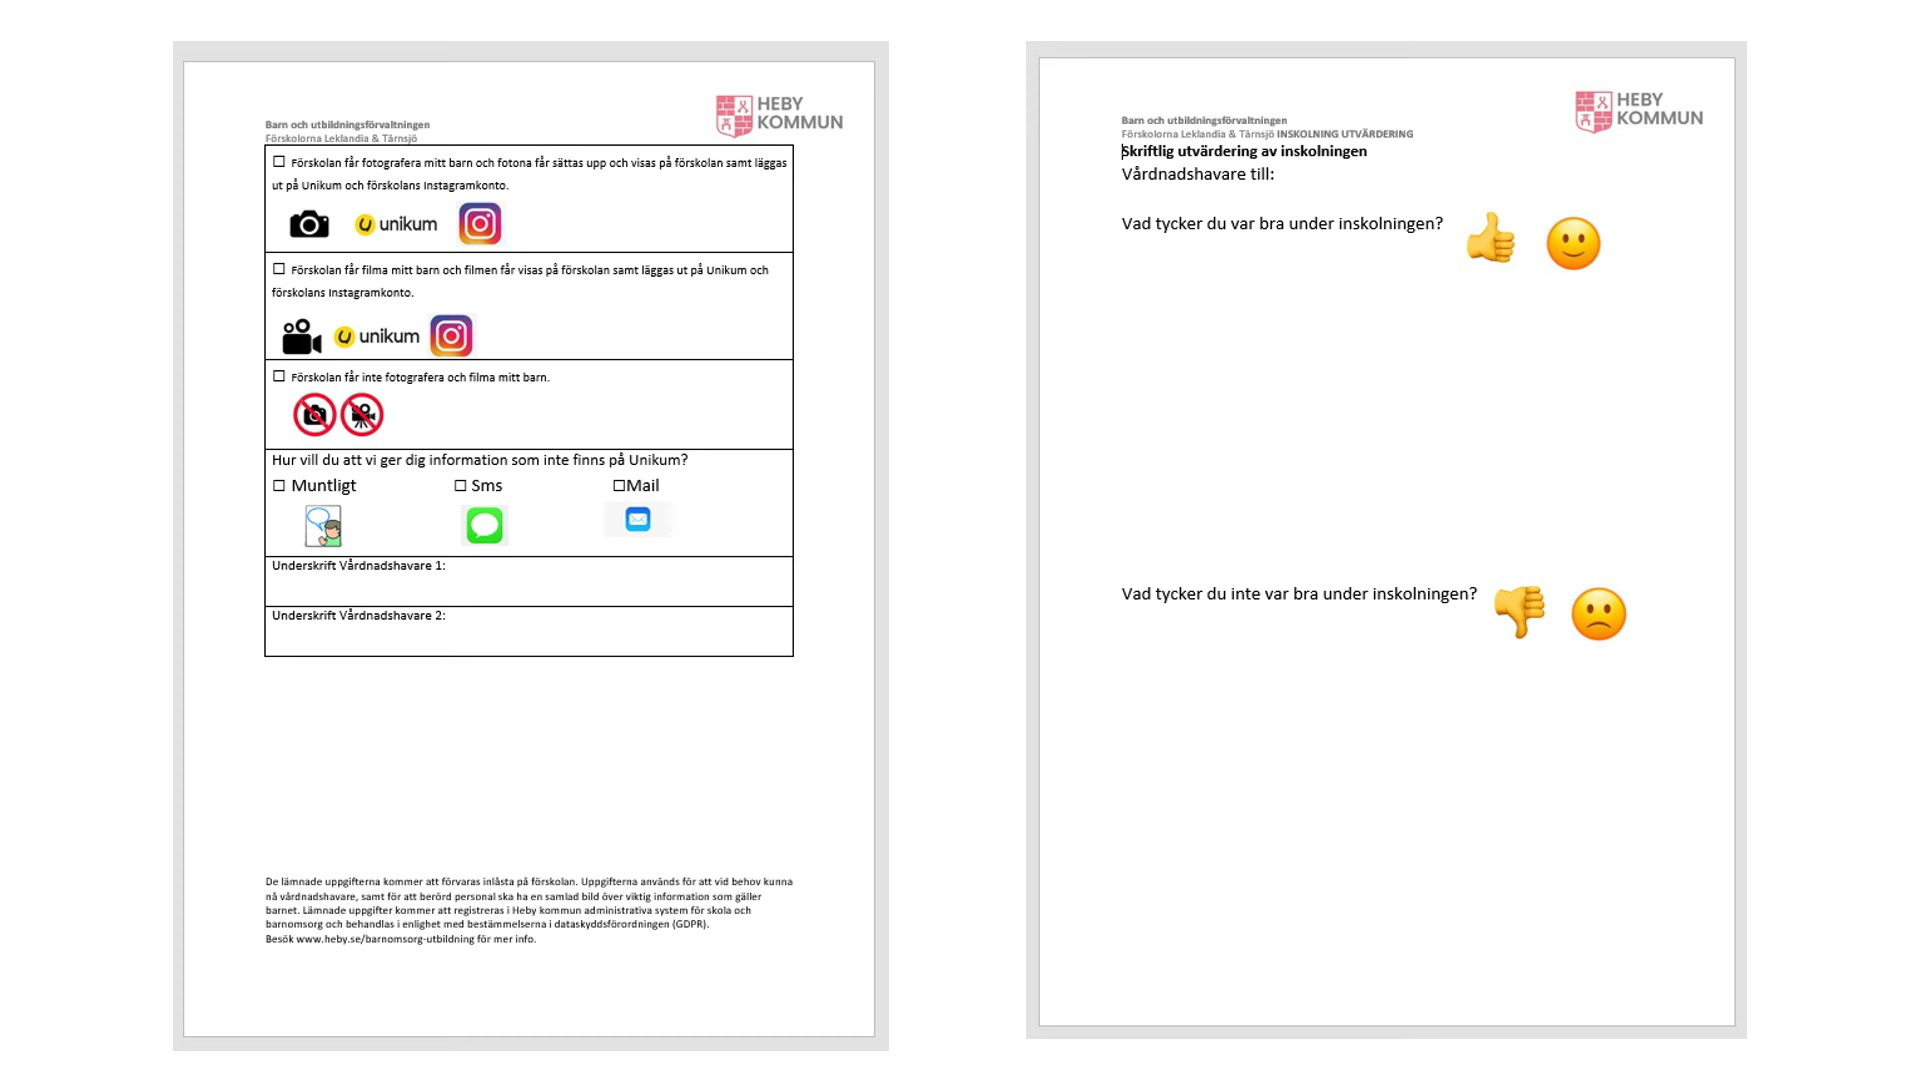 HEBY
KOMMUN
Barn och utbildningsförvaltningen
Förskolorna Leklandia & Tärnsjö
☐ Förskolan får fotografera mitt barn och fotona får sättas upp och visas på förskolan samt läggas
ut på Unikum och förskolans Instagramkonto.
unikum
☐ Förskolan får filma mitt barn och filmen får visas på förskolan samt läggas ut på Unikum och
förskolans Instagramkonto.
unikum
☐ Förskolan får inte fotografera och filma mitt barn.
Hur vill du att vi ger dig information som inte finns på Unikum?
☐ Muntligt ☐ Sms ☐Mail
Underskrift Vårdnadshavare 1:
Underskrift Vårdnadshavare 2:
De lämnade uppgifterna kommer att förvaras inlåsta på förskolan. Uppgifterna används för att vid behov kunna
nå vårdnadshavare, samt för att berörd personal ska ha en samlad bild över viktig information som gäller
barnet. Lämnade uppgifter kommer att registreras i Heby kommun administrativa system för skola och
barnomsorg och behandlas i enlighet med bestämmelserna i dataskyddsförordningen (GDPR).
Besök www.heby.se/barnomsorg-utbildning för mer info.
HEBY
KOMMUN
Barn och utbildningsförvaltningen
Förskolorna Leklandia & Tärnsjö INSKOLNING UTVÄRDERING
Skriftlig utvärdering av inskolningen
Vårdnadshavare till:
Vad tycker du var bra under inskolningen?
Vad tycker du inte var bra under inskolningen?